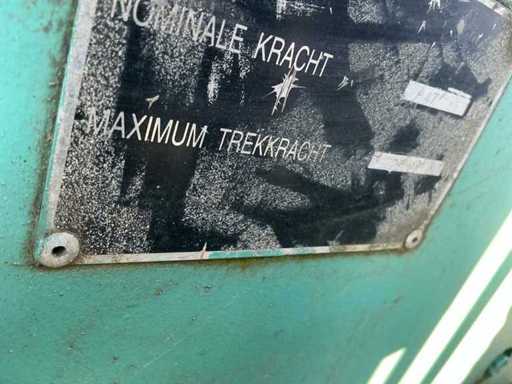 NOMINALE KRACHT
MAXIMUM TREKKRACHT